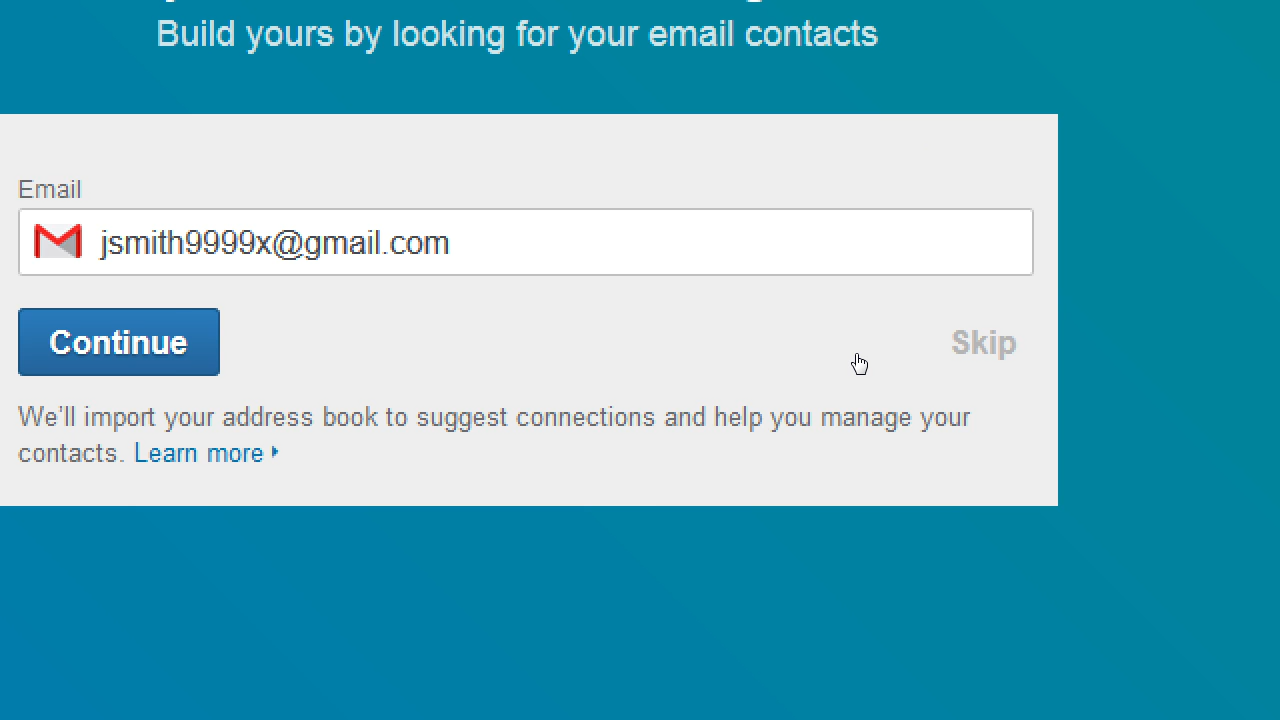 Build yours by looking for your email contacts
Email
jsmith9999x@gmail.com
Continue
Skip
We'll import your address book to suggest connections and help you manage your
contacts. Learn more